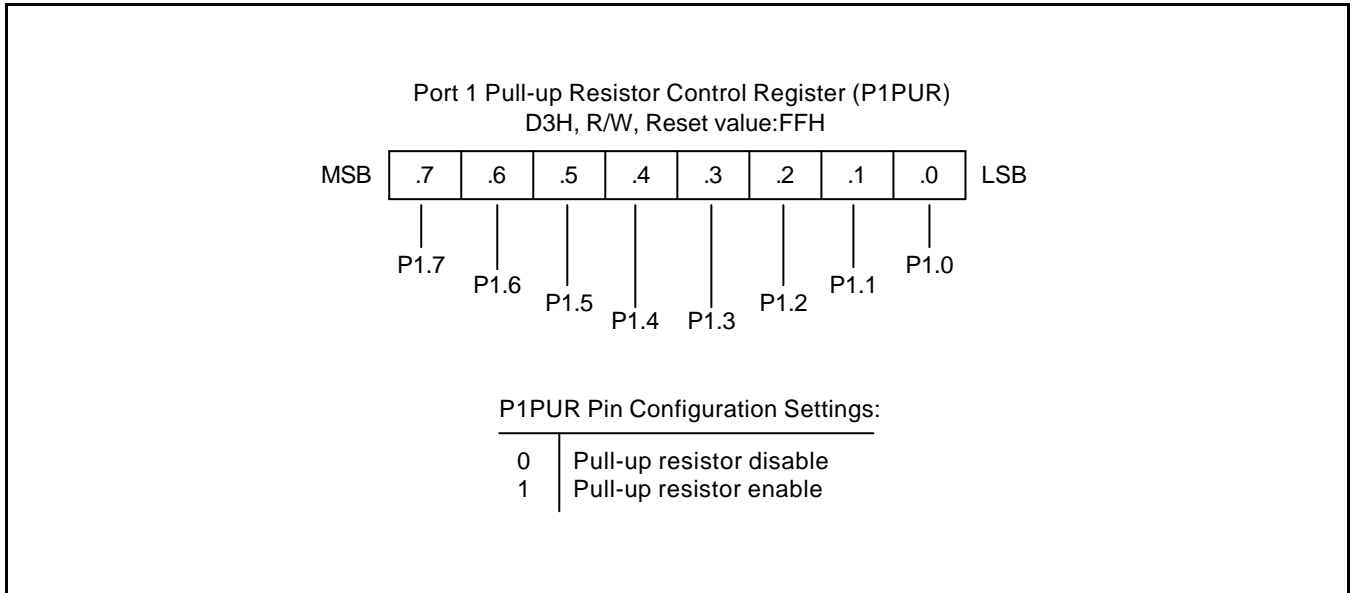 Port 1 Pull-up Resistor Control Register (P1PUR)
D3H, R/W, Reset value:FFH
MSB .7 .6 .5 .4 .3 .2 .1 .0 LSB
P1.7 P1.6 P1.5 P1.4 P1.3 P1.2 P1.1 P1.0
P1PUR Pin Configuration Settings:
0 Pull-up resistor disable
1 Pull-up resistor enable